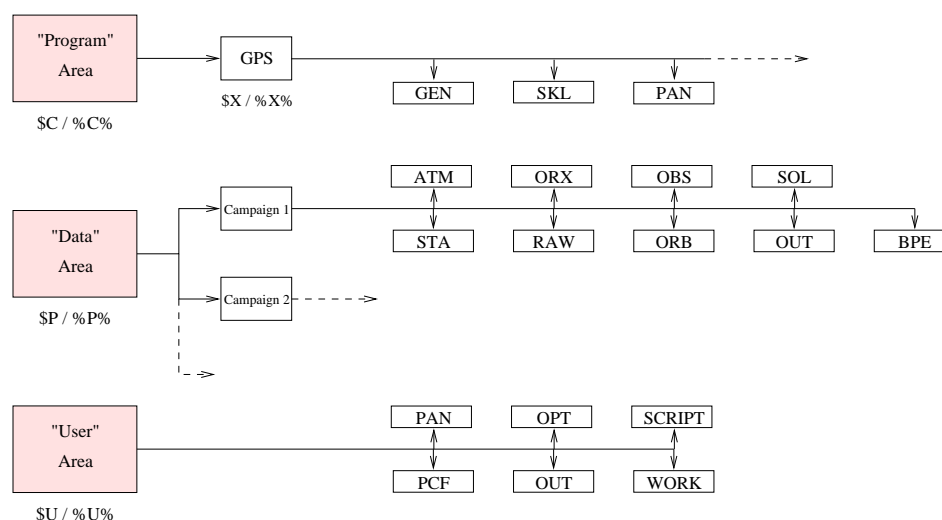 "Program"
Area
$C / %C%
GPS
$X / %X%
GEN
SKL
PAN
"Data"
Area
$P / %P%
Campaign 1
ATM
ORX
OBS
SOL
STA
RAW
ORB
OUT
BPE
Campaign 2
"User"
Area
$U / %U%
PAN
OPT
SCRIPT
PCF
OUT
WORK